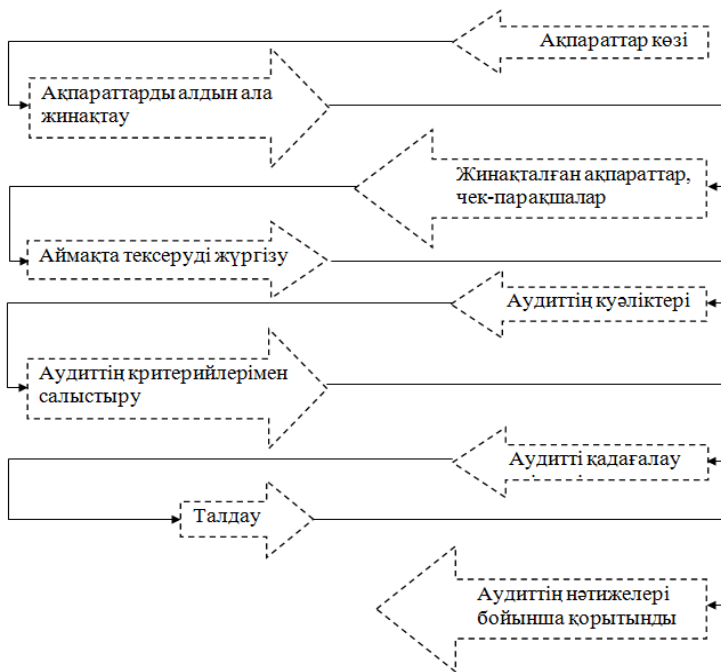 Ақпараттар көзі
Ақпараттарды алдын ала
жинақтау
Жинақталған ақпараттар,
чек-парақшалар
Аймақта тексеруді жүргізу
Аудиттің куәліктері
Аудиттің критерийлерімен
салыстыру
Аудитті қадағалау
Талдау
Аудиттің нәтижелері
бойынша қорытынды